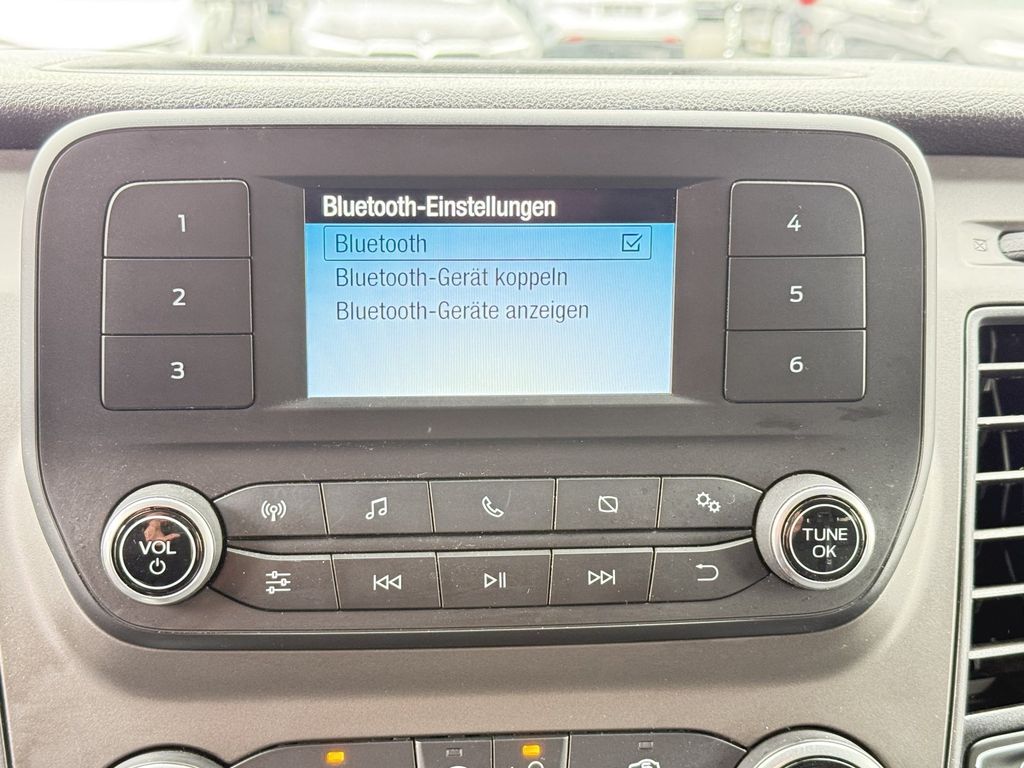 Bluetooth-Einstellungen
Bluetooth
Bluetooth-Gerät koppeln
Bluetooth-Geräte anzeigen
1
2
3
4
5
6
VOL
TUNE
OK